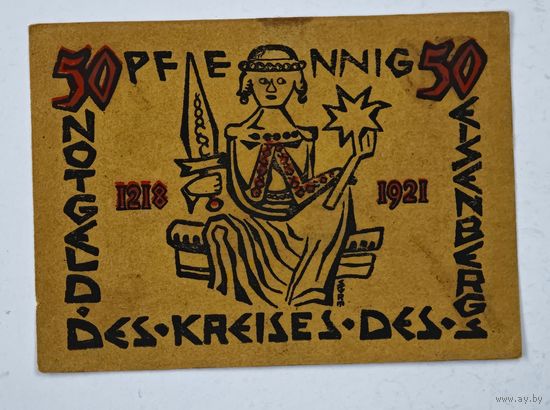 50 PFENNIG 50
NOTGELD·
1218 1921
DES·KREISES·DES·
EISENBERGS
www.ay.by